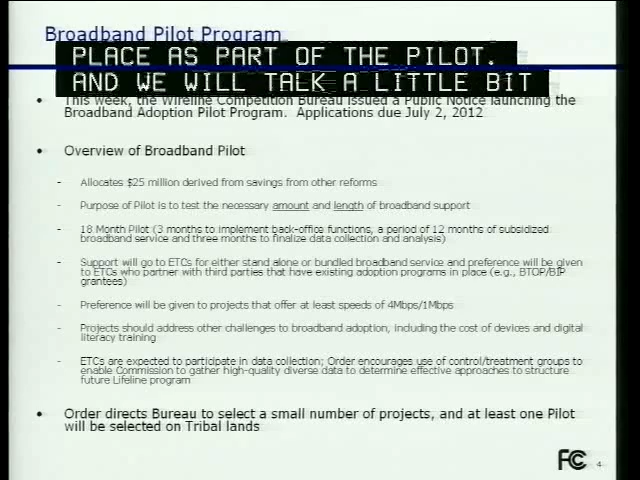 Broadband Pilot Program
PLACE AS PART OF THE PILOT.
AND WE WILL TALK A LITTLE BIT
• This week, the Wireline Competition Bureau issued a Public Notice launching the
Broadband Adoption Pilot Program. Applications due July 2, 2012
• Overview of Broadband Pilot
- Allocates $25 million derived from savings from other reforms
- Purpose of Pilot is to test the necessary amount and length of broadband support
- 18 Month Pilot (3 months to implement back-office functions, a period of 12 months of subsidized
broadband service and three months to finalize data collection and analysis)
- Support will go to ETCs for either stand alone or bundled broadband service and preference will be given
to ETCs who partner with third parties that have existing adoption programs in place (e.g., BTOP/BIP
grantees)
- Preference will be given to projects that offer at least speeds of 4Mbps/1Mbps
- Projects should address other challenges to broadband adoption, including the cost of devices and digital
literacy training
- ETCs are expected to participate in data collection; Order encourages use of control/treatment groups to
enable Commission to gather high-quality diverse data to determine effective approaches to structure
future Lifeline program
• Order directs Bureau to select a small number of projects, and at least one Pilot
will be selected on Tribal lands
FCC 4